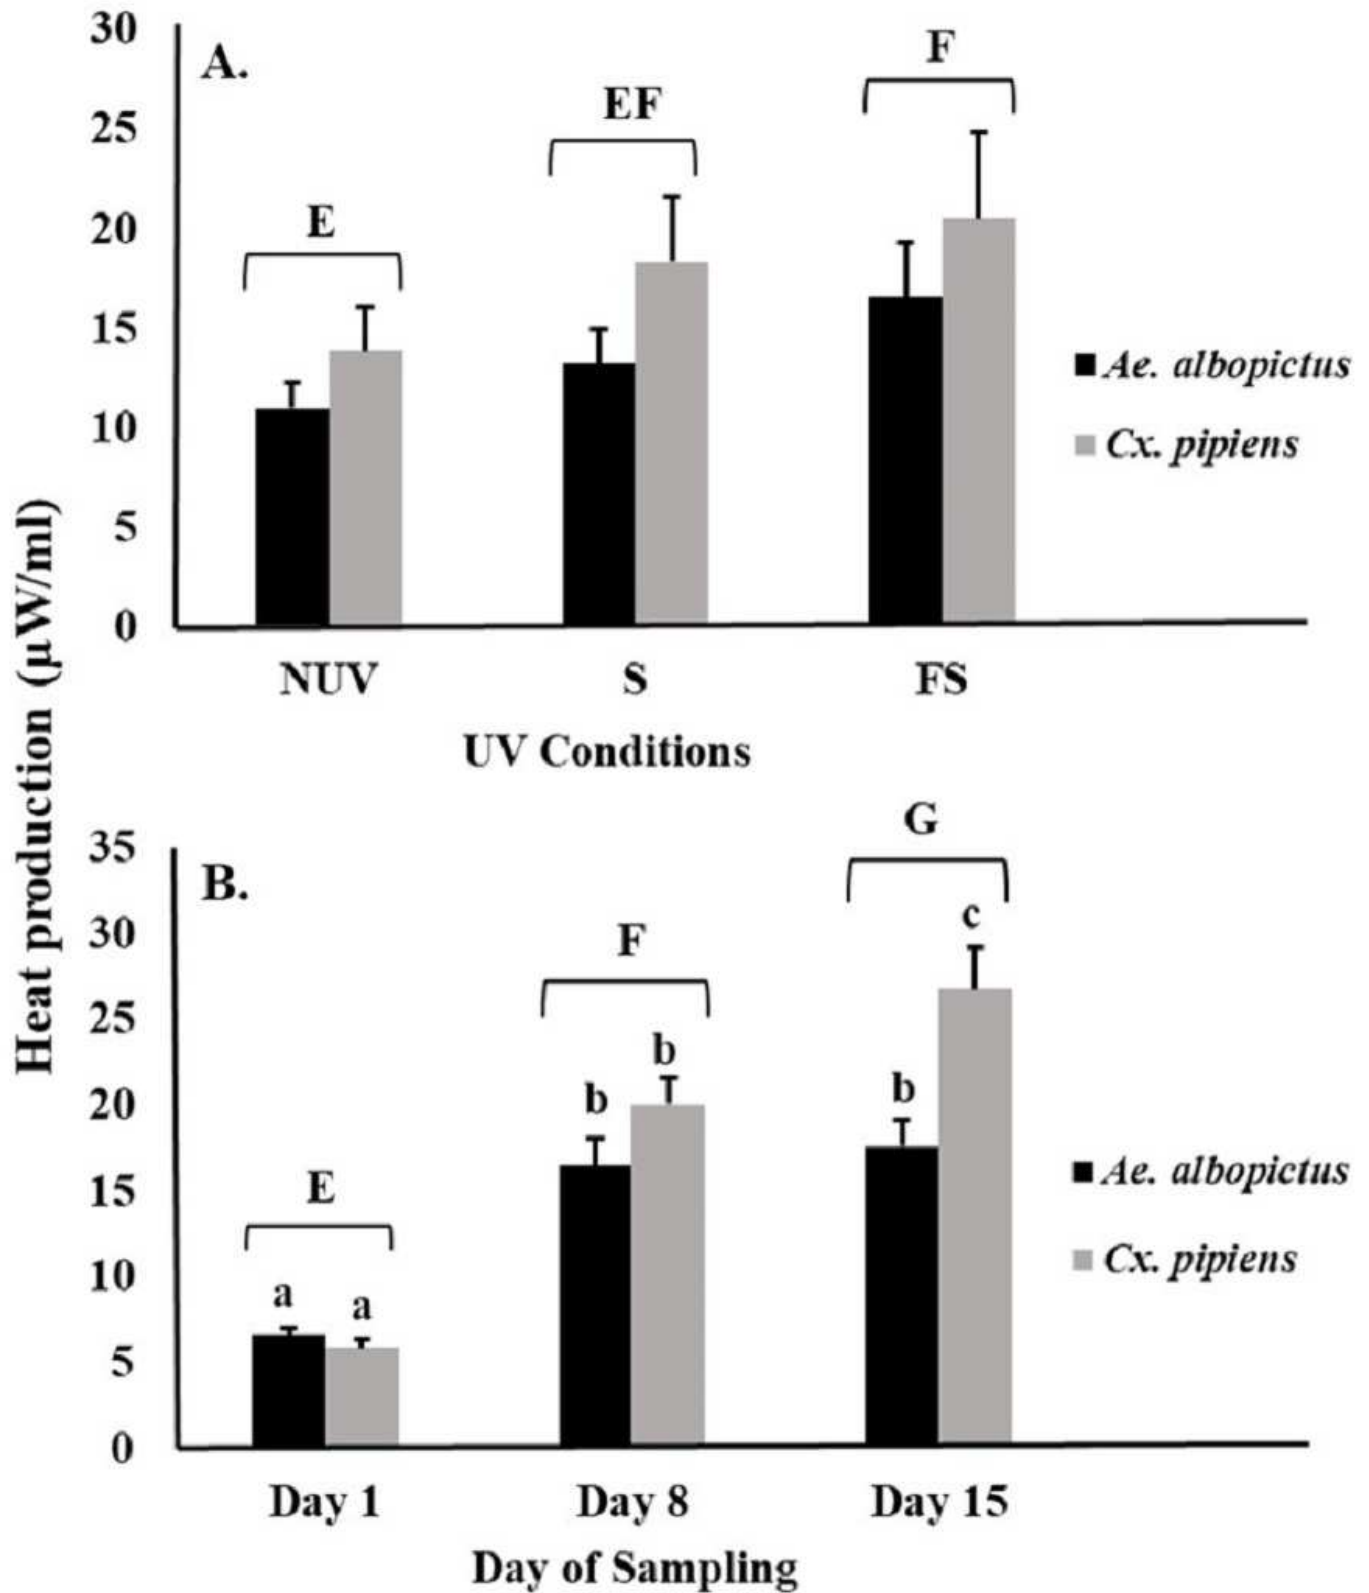 Heat production (µW/ml)
A.
30
25
20
15
10
5
0
E
EF
F
NUV
S
FS
UV Conditions
Ae. albopictus
Cx. pipiens
B.
35
30
25
20
15
10
5
0
E
F
G
a
a
b
b
b
c
Day 1
Day 8
Day 15
Day of Sampling
Ae. albopictus
Cx. pipiens